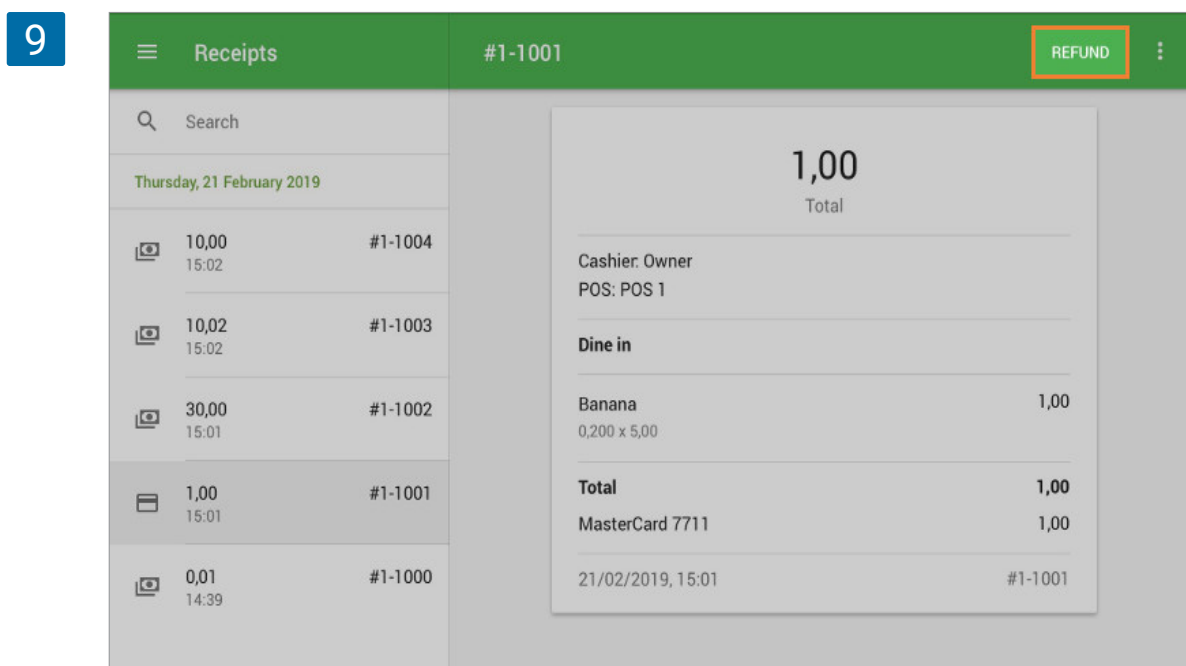 9
Receipts
#1-1001
REFUND
Search
Thursday, 21 February 2019
10,00 #1-1004
15:02
10,02 #1-1003
15:02
30,00 #1-1002
15:01
1,00 #1-1001
15:01
0,01 #1-1000
14:39
1,00
Total
Cashier: Owner
POS: POS 1
Dine in
Banana 1,00
0,200 x 5,00
Total 1,00
MasterCard 7711 1,00
21/02/2019, 15:01 #1-1001